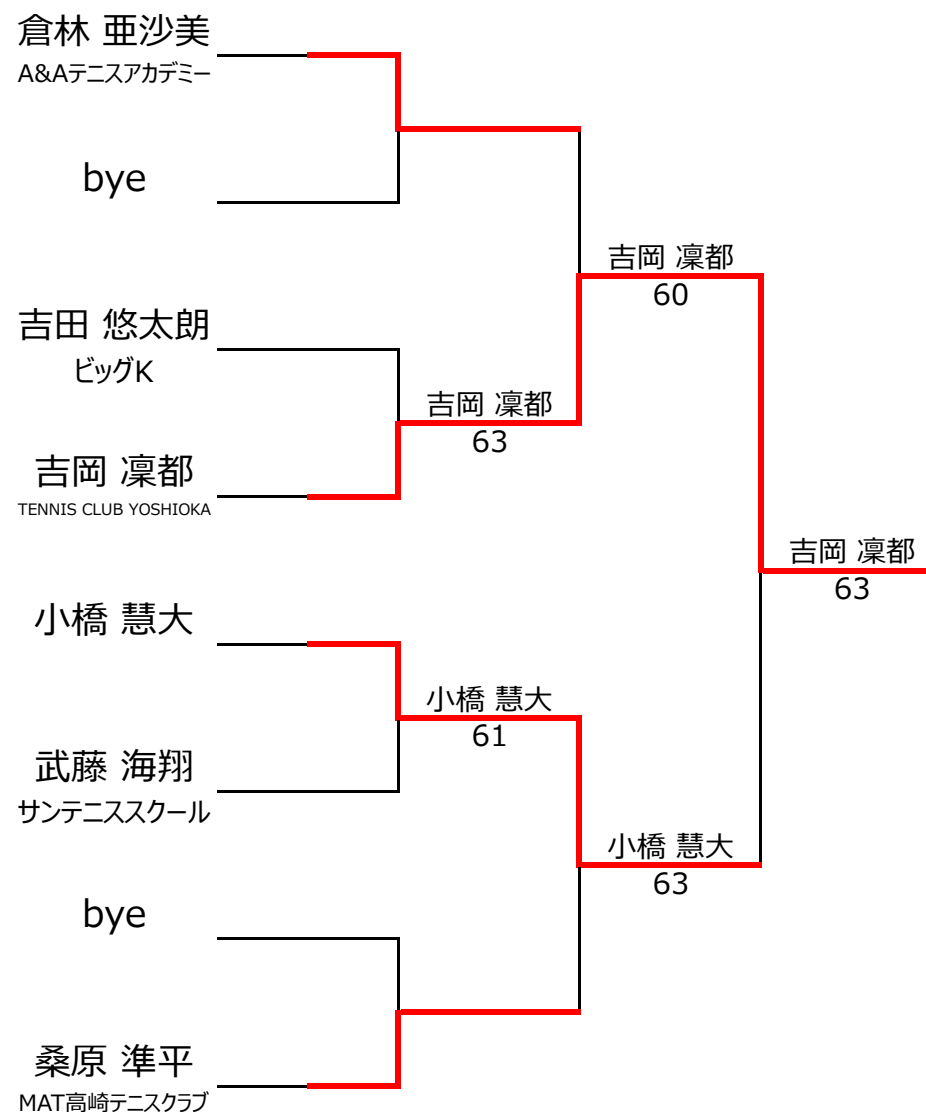 倉林 亜沙美
A&Aテニスアカデミー
bye
吉田 悠太朗
ビッグK
吉岡 凜都
TENNIS CLUB YOSHIOKA
小橋 慧大
武藤 海翔
サンテニススクール
bye
桑原 準平
MAT高崎テニスクラブ
吉岡 凜都
63
小橋 慧大
61
吉岡 凜都
60
小橋 慧大
63
吉岡 凜都
63